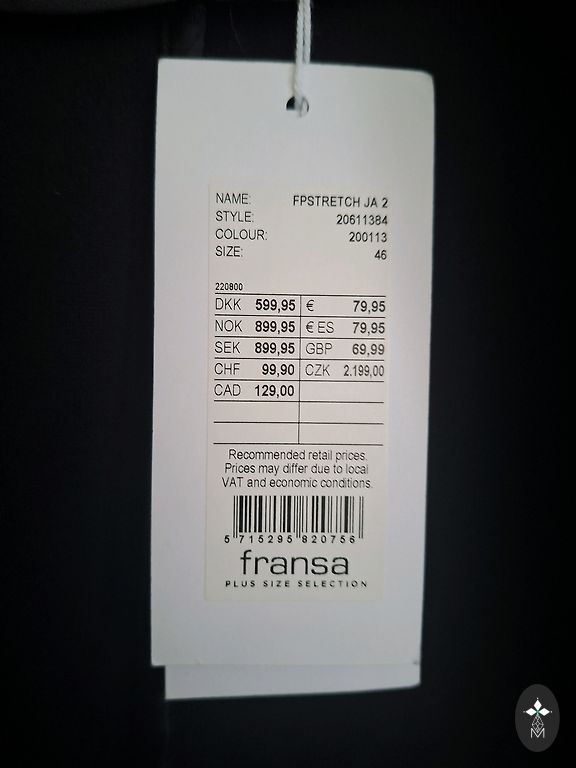 NAME: FPSTRETCH JA 2
STYLE: 20611384
COLOUR: 200113
SIZE: 46
220800
DKK 599,95 € 79,95
NOK 899,95 € ES 79,95
SEK 899,95 GBP 69,99
CHF 99,90 CZK 2.199,00
CAD 129,00
Recommended retail prices.
Prices may differ due to local
VAT and economic conditions.
5 715295 820756
fransa
PLUS SIZE SELECTION
M